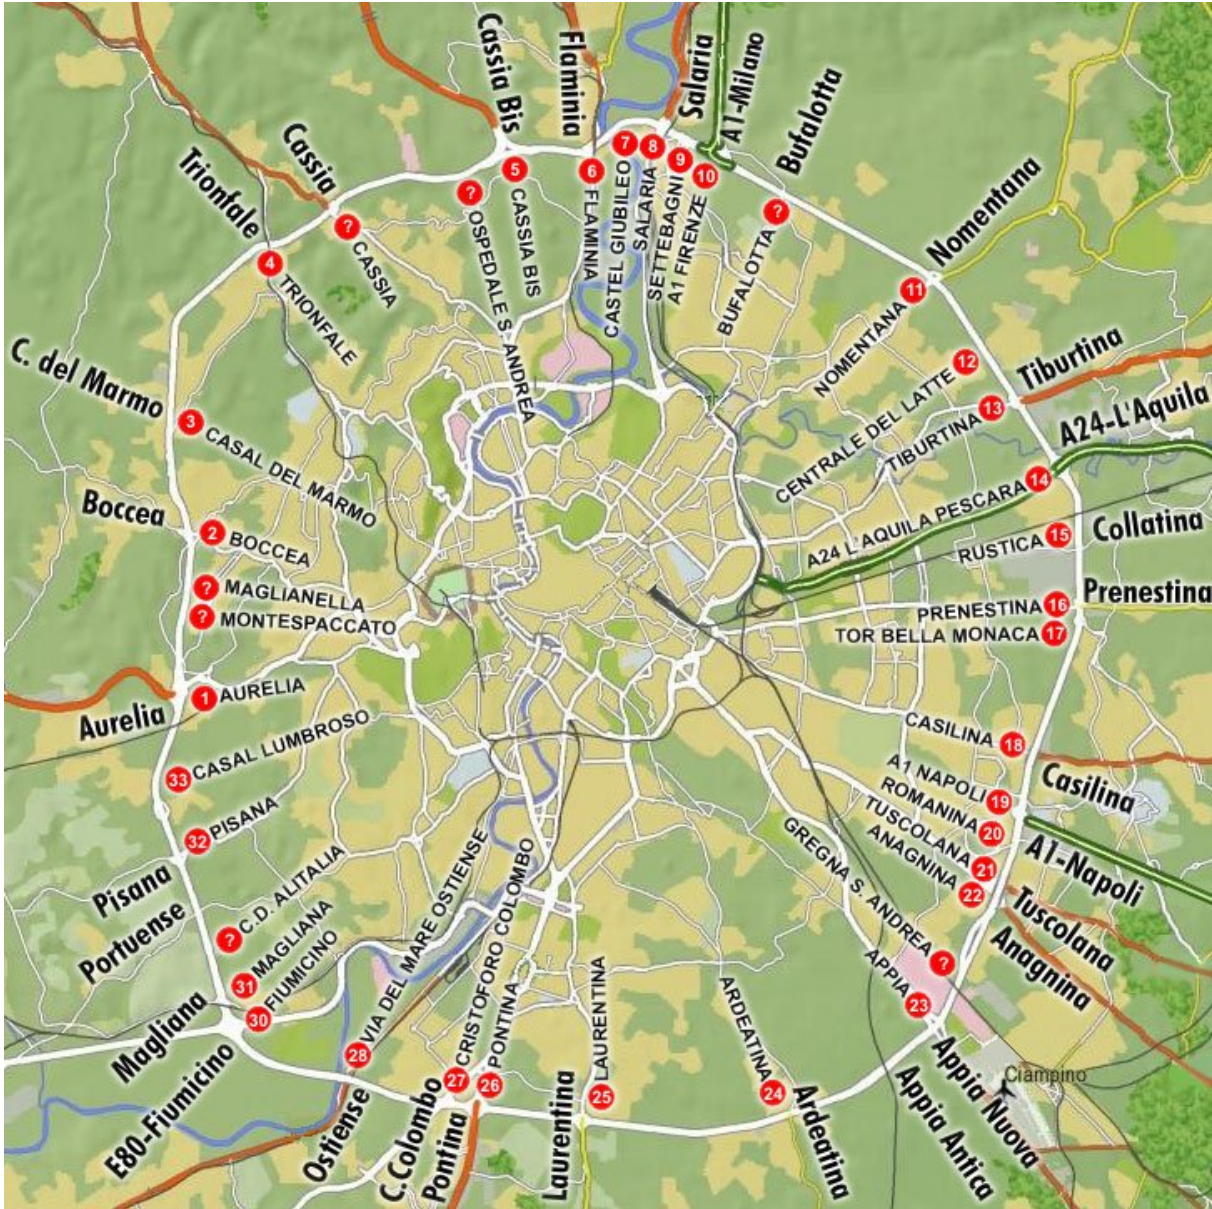 Cassia Bis
Flaminia
Salaria
A1-Milano
Bufalotta
Cassia
Trionfale
Nomentana
7
8
9
10
5
6
?
?
?
4
CASSIA
OSPEDALE S. ANDREA
CASSIA BIS
FLAMINIA
CASTEL GIUBILEO
SALARIA
SETTEBAGNI
A1 FIRENZE
BUFALOTTA
TRIONFALE
11
NOMENTANA
C. del Marmo
Tiburtina
12
CENTRALE DEL LATTE
3
CASAL DEL MARMO
13
TIBURTINA
A24-L'Aquila
14
A24 L'AQUILA PESCARA
Boccea
2
BOCCEA
15
RUSTICA
Collatina
?
MAGLIANELLA
?
MONTESPACCATO
PRENESTINA
16
Prenestina
TOR BELLA MONACA
17
Aurelia
1
AURELIA
33
CASAL LUMBROSO
CASILINA
18
Casilina
A1 NAPOLI
19
ROMANINA
20
TUSCOLANA
21
ANAGNINA
22
A1-Napoli
32
PISANA
Pisana
Portuense
?
C.D. ALITALIA
31
MAGLIANA
30
FIUMICINO
Magliana
E80-Fiumicino
28
VIA DEL MARE OSTIENSE
27
CRISTOFORO COLOMBO
26
PONTINA
25
LAURENTINA
24
ARDEATINA
GREGNA S. ANDREA
?
APPIA
23
Tuscolana
Anagnina
Ciampino
Ostiense
C.Colombo
Pontina
Laurentina
Ardeatina
Appia Antica
Appia Nuova